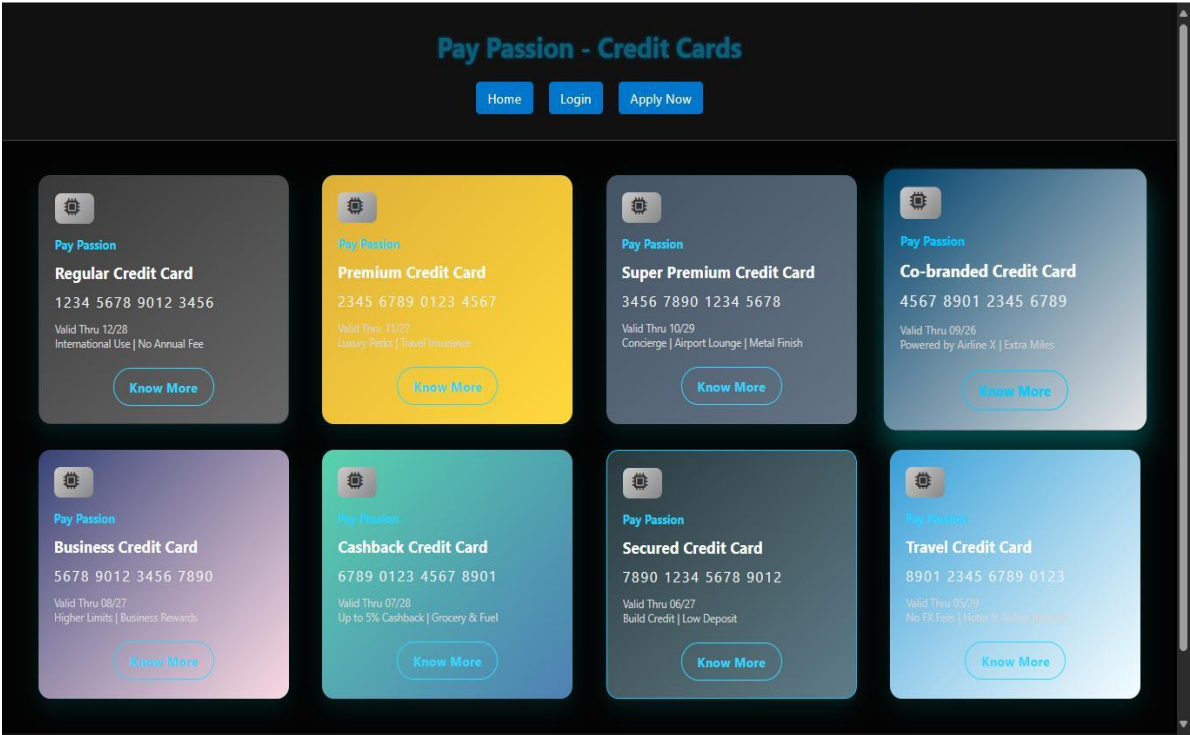 Pay Passion - Credit Cards
Home
Login
Apply Now
Pay Passion
Regular Credit Card
1234 5678 9012 3456
Valid Thru 12/28
International Use | No Annual Fee
Know More
Pay Passion
Premium Credit Card
2345 6789 0123 4567
Valid Thru 11/27
Luxury Perks | Travel Insurance
Know More
Pay Passion
Super Premium Credit Card
3456 7890 1234 5678
Valid Thru 10/29
Concierge | Airport Lounge | Metal Finish
Know More
Pay Passion
Co-branded Credit Card
4567 8901 2345 6789
Valid Thru 09/26
Powered by Airline X | Extra Miles
Know More
Pay Passion
Business Credit Card
5678 9012 3456 7890
Valid Thru 08/27
Higher Limits | Business Rewards
Know More
Pay Passion
Cashback Credit Card
6789 0123 4567 8901
Valid Thru 07/28
Up to 5% Cashback | Grocery & Fuel
Know More
Pay Passion
Secured Credit Card
7890 1234 5678 9012
Valid Thru 06/27
Build Credit | Low Deposit
Know More
Pay Passion
Travel Credit Card
8901 2345 6789 0123
Valid Thru 05/29
No FX Fees | Hotel &
Know More